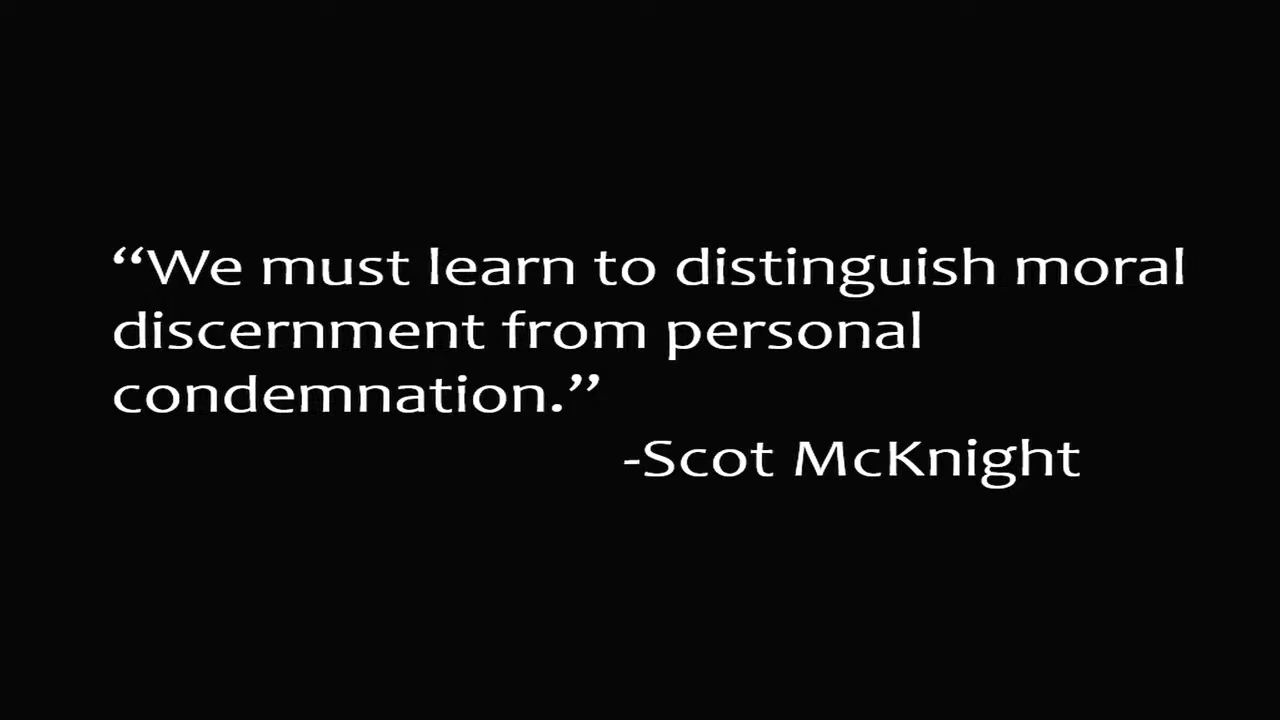 “We must learn to distinguish moral
discernment from personal
condemnation.”
-Scot McKnight